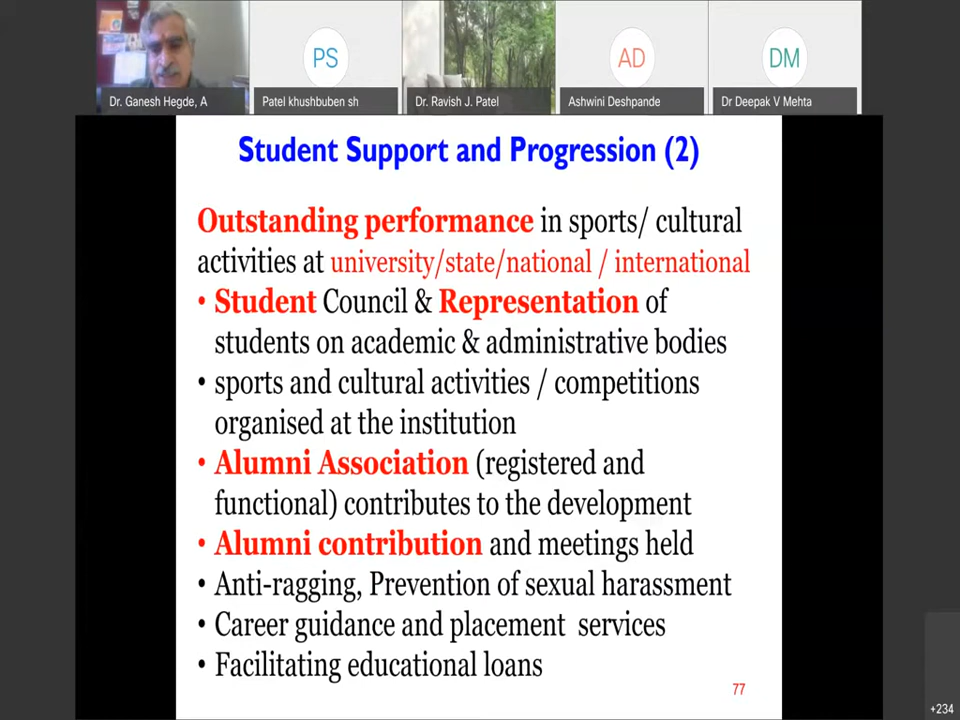 PS
AD
DM
Dr. Ganesh Hegde, A
Patel khushbuben sh
Dr. Ravish J. Patel
Ashwini Deshpande
Dr Deepak V Mehta
Student Support and Progression (2)
Outstanding performance in sports/ cultural
activities at university/state/national / international
• Student Council & Representation of
students on academic & administrative bodies
• sports and cultural activities / competitions
organised at the institution
• Alumni Association (registered and
functional) contributes to the development
• Alumni contribution and meetings held
• Anti-ragging, Prevention of sexual harassment
• Career guidance and placement services
• Facilitating educational loans
77
+234